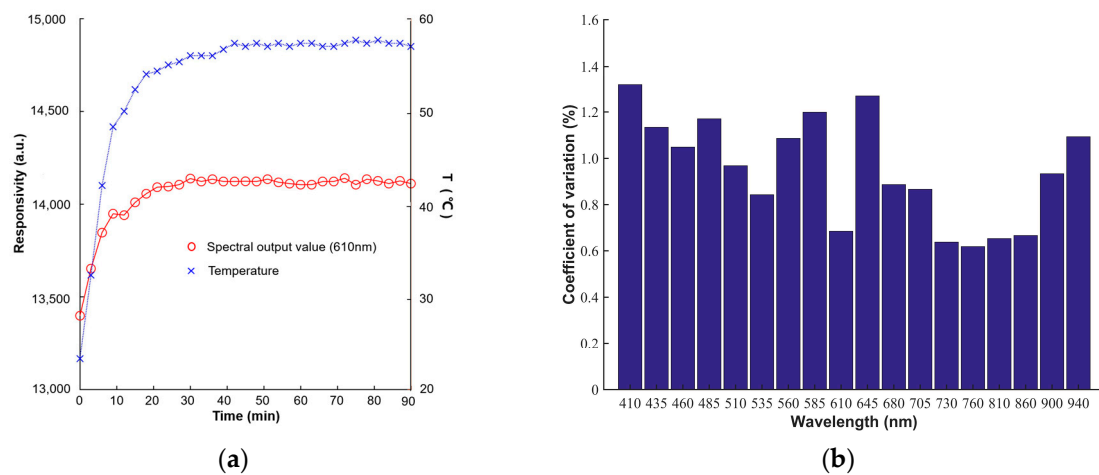 15,000
14,500
14,000
13,500
13,000
Responsivity (a.u.)
60
50
40
30
20
T (℃)
Spectral output value (610nm)
Temperature
0 10 20 30 40 50 60 70 80 90
Time (min)
(a)
1.6
1.4
1.2
1.0
0.8
0.6
0.4
0.2
0
Coefficient of variation (%)
410 435 460 485 510 535 560 585 610 645 680 705 730 760 810 860 900 940
Wavelength (nm)
(b)